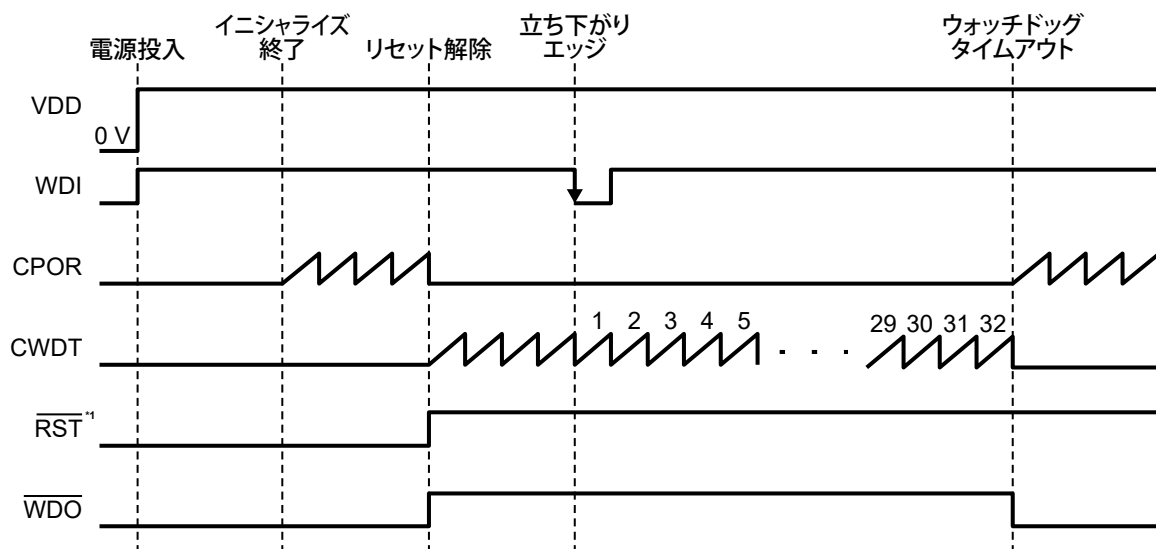 電源投入
イニシャライズ
終了
リセット解除
立ち下がり
エッジ
ウォッチドッグ
タイムアウト
VDD
0 V
WDI
CPOR
CWDT
1 2 3 4 5 29 30 31 32
RST *1
WDO